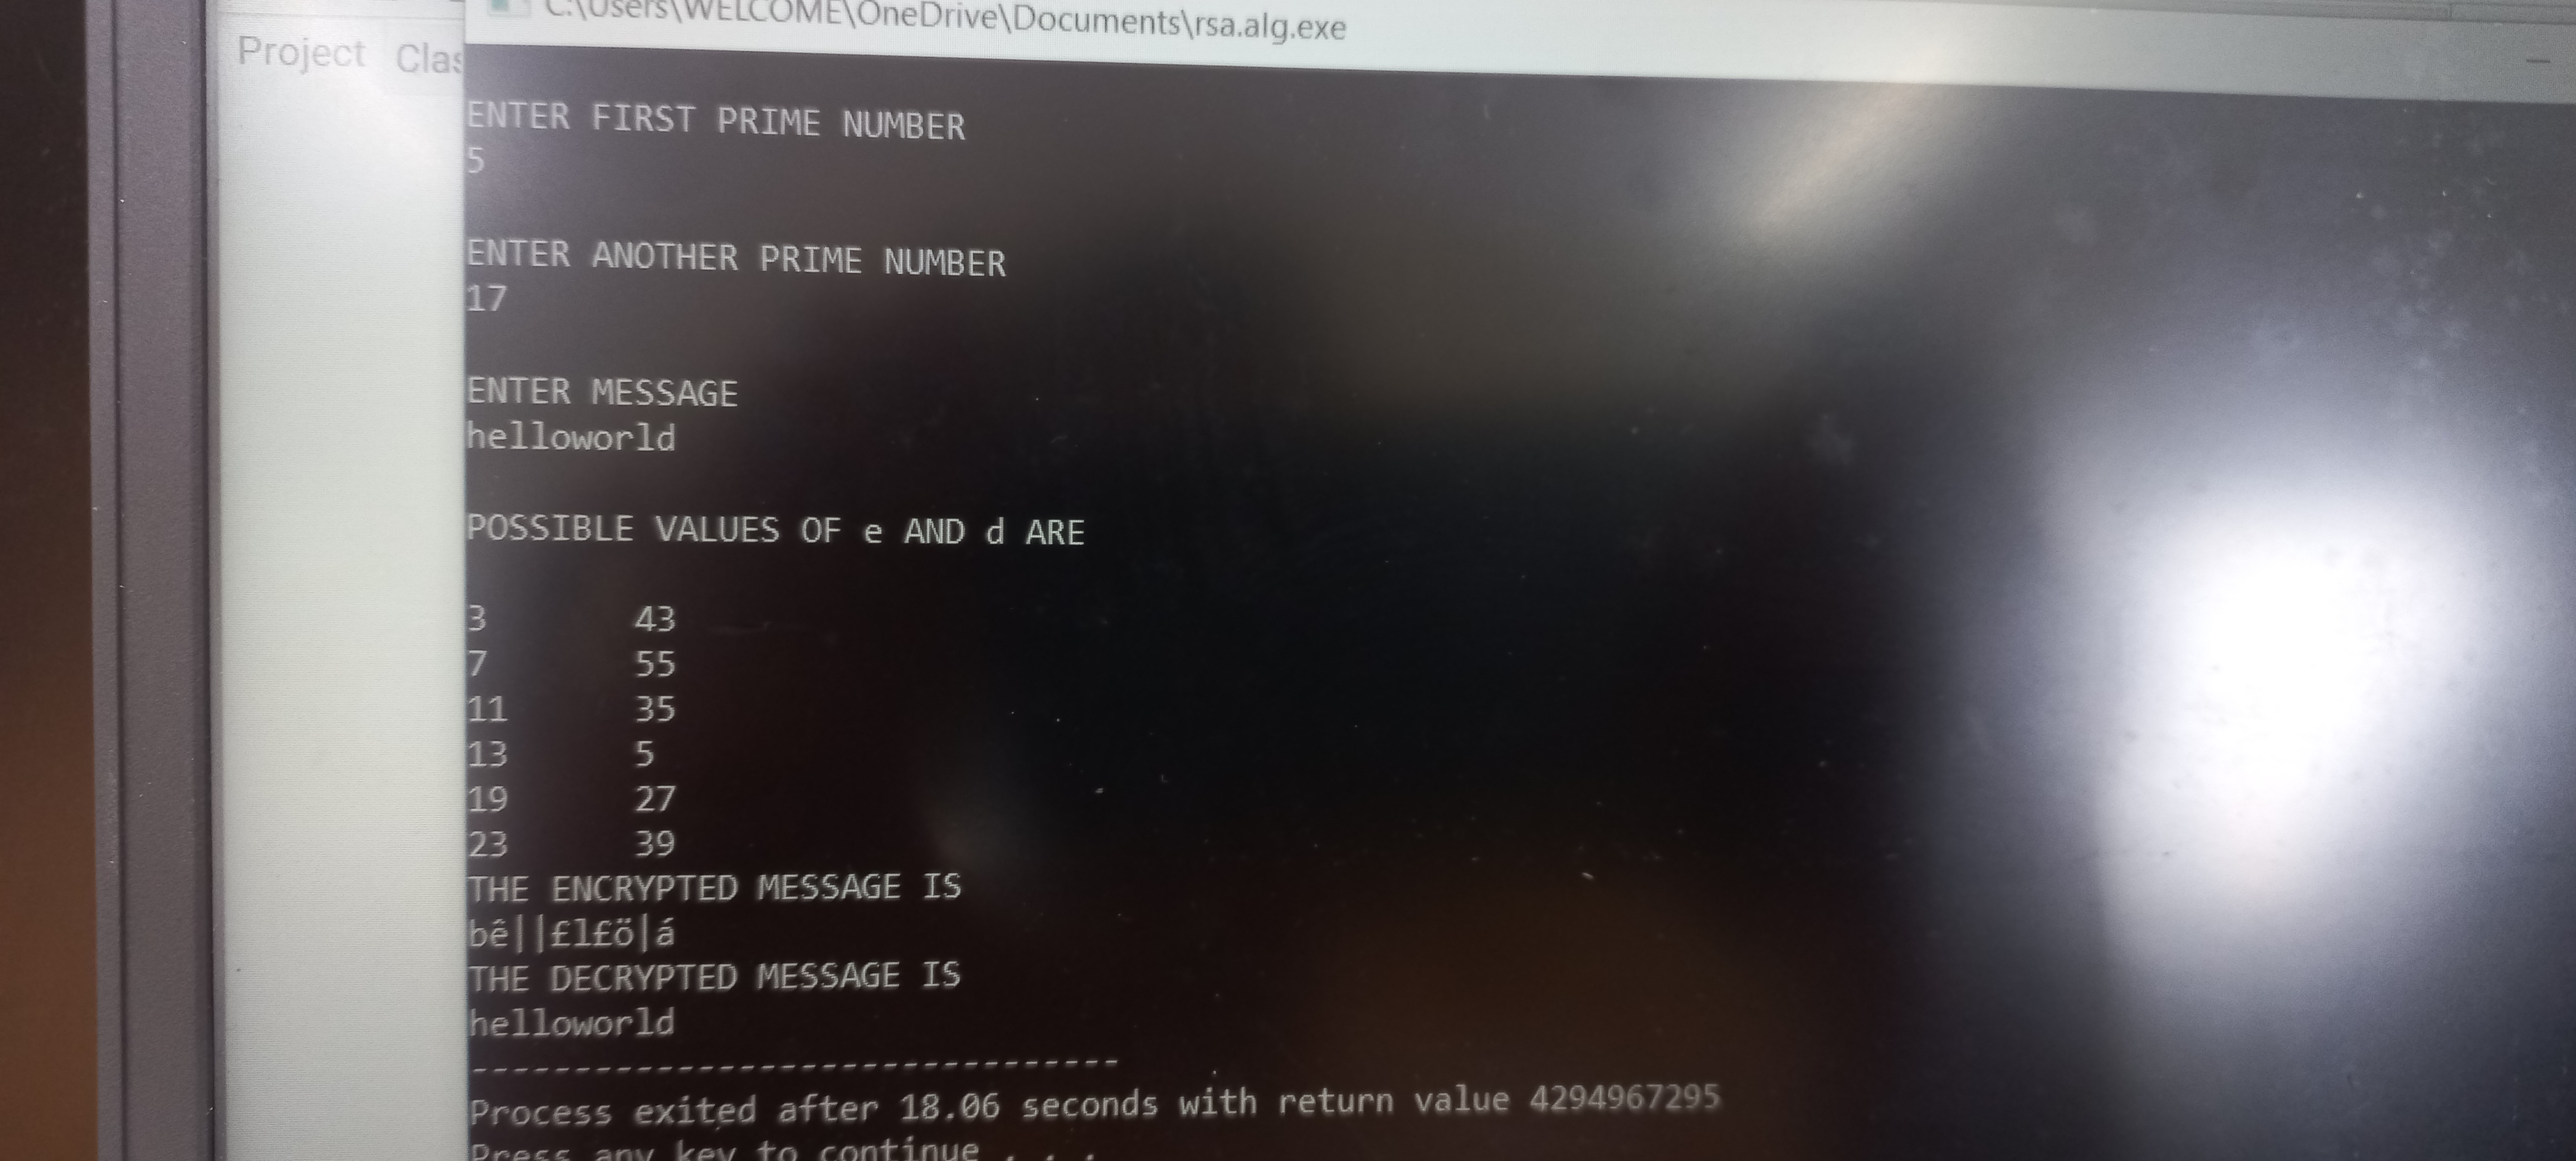 C:\Users\WELCOME\OneDrive\Documents\rsa.alg.exe
Project Clas
ENTER FIRST PRIME NUMBER
5
ENTER ANOTHER PRIME NUMBER
17
ENTER MESSAGE
helloworld
POSSIBLE VALUES OF e AND d ARE
3 43
7 55
11 35
13 5
19 27
23 39
THE ENCRYPTED MESSAGE IS
bê||£l£ö|á
THE DECRYPTED MESSAGE IS
helloworld
--------------------------------
Process exited after 18.06 seconds with return value 4294967295
Press any key to continue . . .